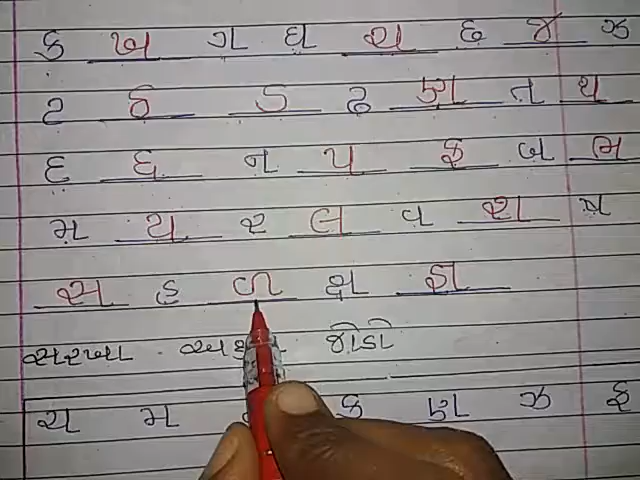 ક ખ ગ ઘ ચ છ જ ઝ
ટ ઠ ડ ઢ ણ ત થ
દ ધ ન પ ફ બ ભ
મ ય ર લ વ શ ષ
સ હ ળ ક્ષ જ્ઞ
સરખા જોડો
ચ મ ક ણ ઝ ફ